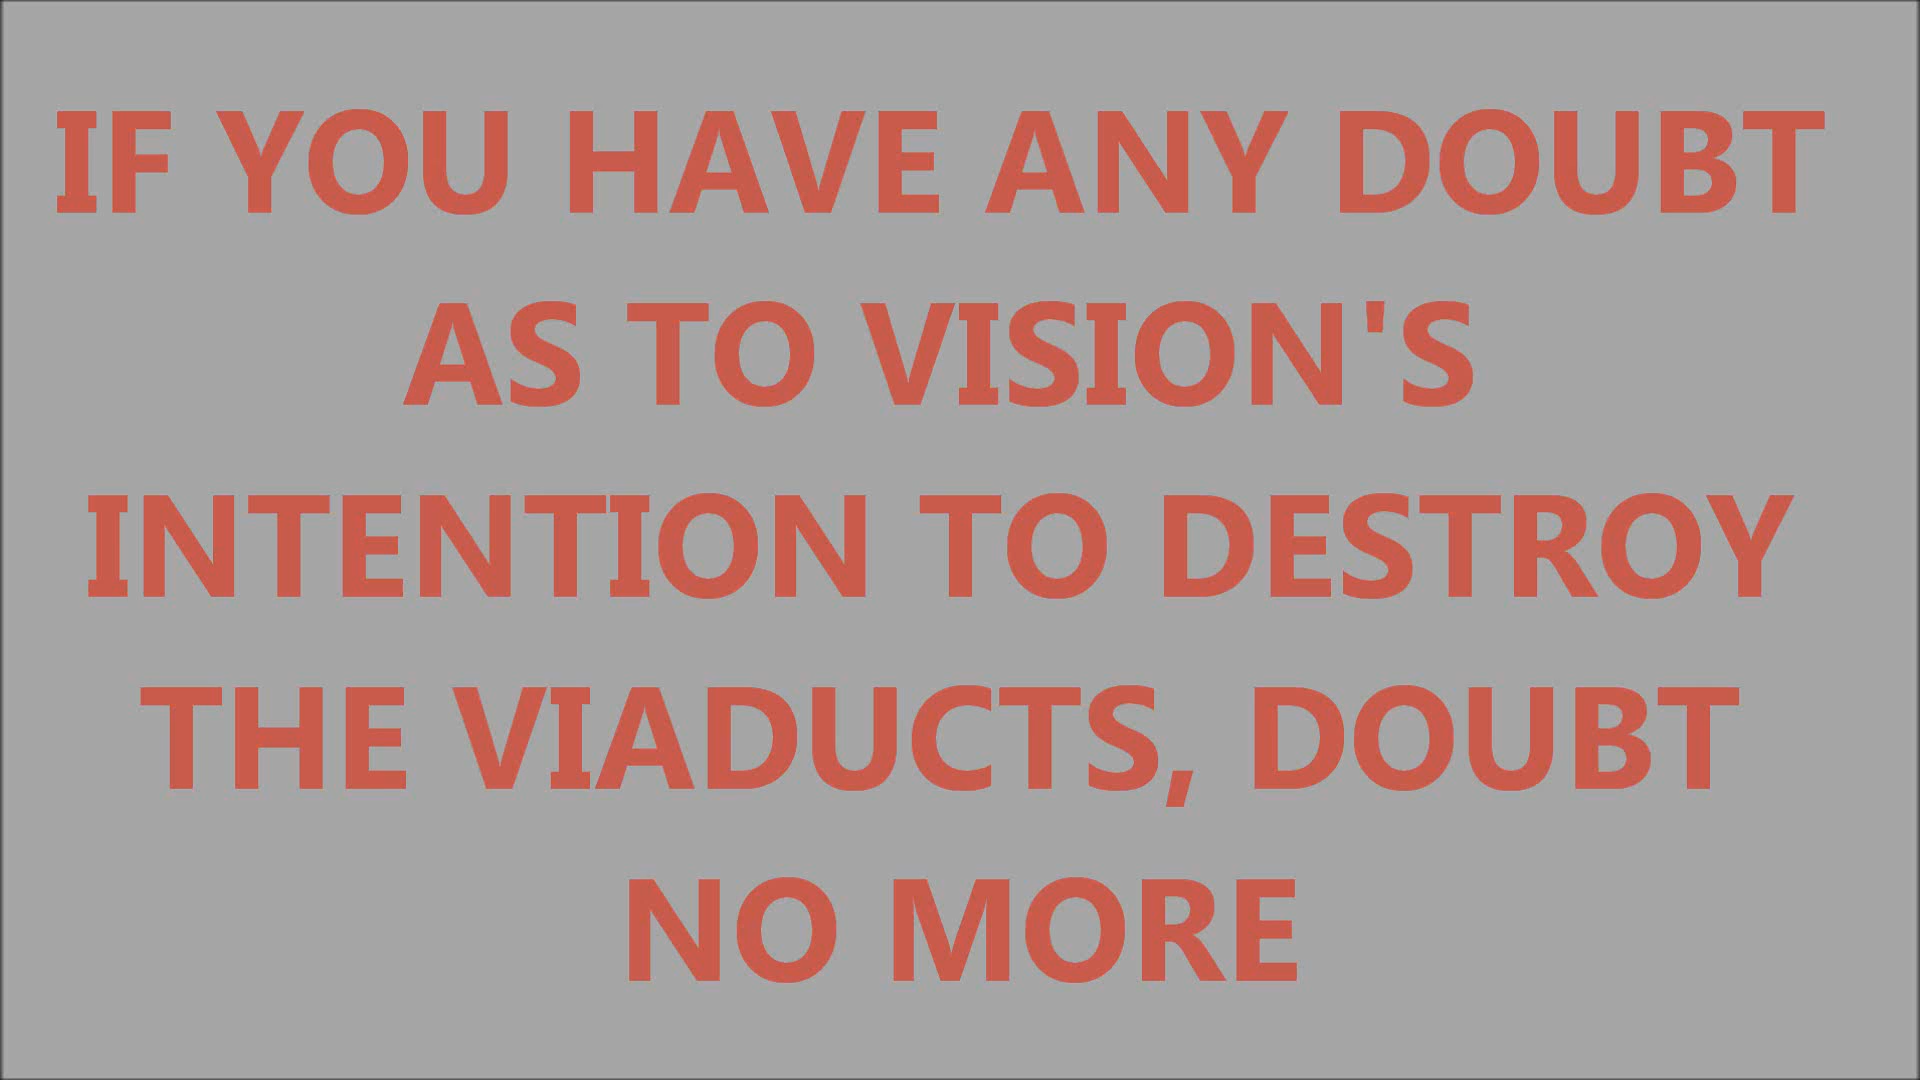 IF YOU HAVE ANY DOUBT
AS TO VISION'S
INTENTION TO DESTROY
THE VIADUCTS, DOUBT
NO MORE